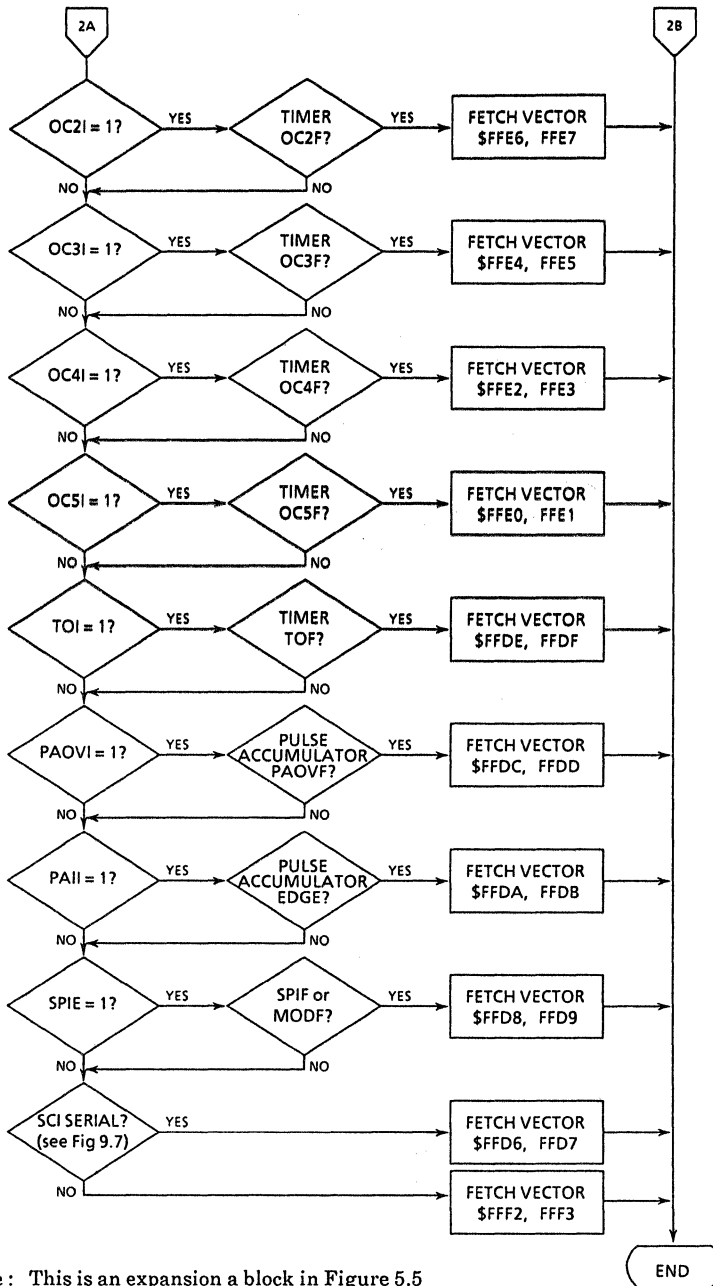 2A
2B
OC2I = 1?
YES
TIMER
OC2F?
YES
FETCH VECTOR
$FFE6, FFE7
NO
NO
OC3I = 1?
YES
TIMER
OC3F?
YES
FETCH VECTOR
$FFE4, FFE5
NO
NO
OC4I = 1?
YES
TIMER
OC4F?
YES
FETCH VECTOR
$FFE2, FFE3
NO
NO
OC5I = 1?
YES
TIMER
OC5F?
YES
FETCH VECTOR
$FFE0, FFE1
NO
NO
TOI = 1?
YES
TIMER
TOF?
YES
FETCH VECTOR
$FFDE, FFDF
NO
NO
PAOVI = 1?
YES
PULSE
ACCUMULATOR
PAOVF?
YES
FETCH VECTOR
$FFDC, FFDD
NO
NO
PAII = 1?
YES
PULSE
ACCUMULATOR
EDGE?
YES
FETCH VECTOR
$FFDA, FFDB
NO
NO
SPIE = 1?
YES
SPIF or
MODF?
YES
FETCH VECTOR
$FFD8, FFD9
NO
NO
SCI SERIAL?
(see Fig 9.7)
YES
FETCH VECTOR
$FFD6, FFD7
NO
FETCH VECTOR
$FFF2, FFF3
END
: This is an expansion a block in Figure 5.5